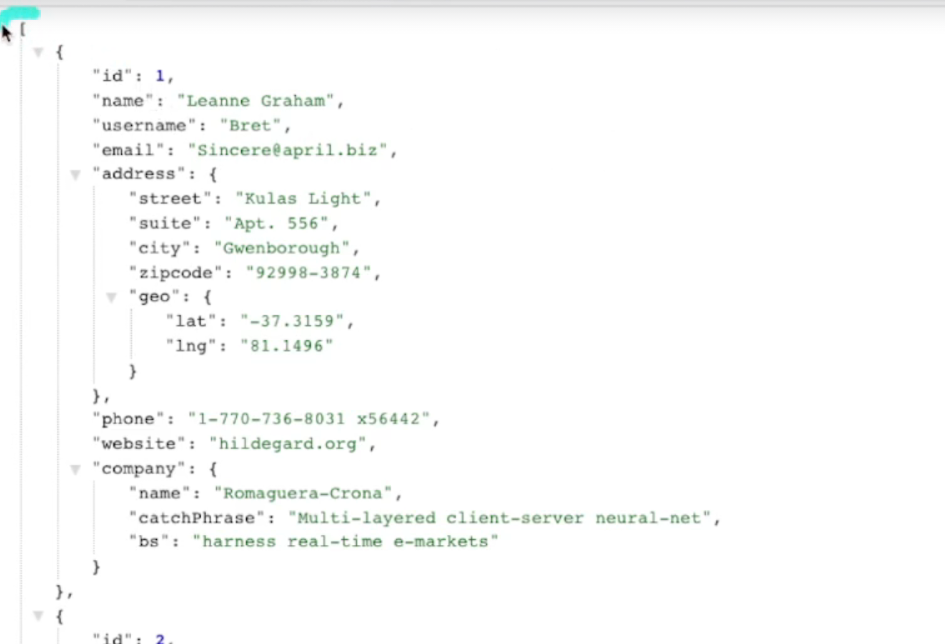 [
{
"id": 1,
"name": "Leanne Graham",
"username": "Bret",
"email": "Sincere@april.biz",
"address": {
"street": "Kulas Light",
"suite": "Apt. 556",
"city": "Gwenborough",
"zipcode": "92998-3874",
"geo": {
"lat": "-37.3159",
"lng": "81.1496"
}
},
"phone": "1-770-736-8031 x56442",
"website": "hildegard.org",
"company": {
"name": "Romaguera-Crona",
"catchPhrase": "Multi-layered client-server neural-net",
"bs": "harness real-time e-markets"
}
},
{
"id": 2,